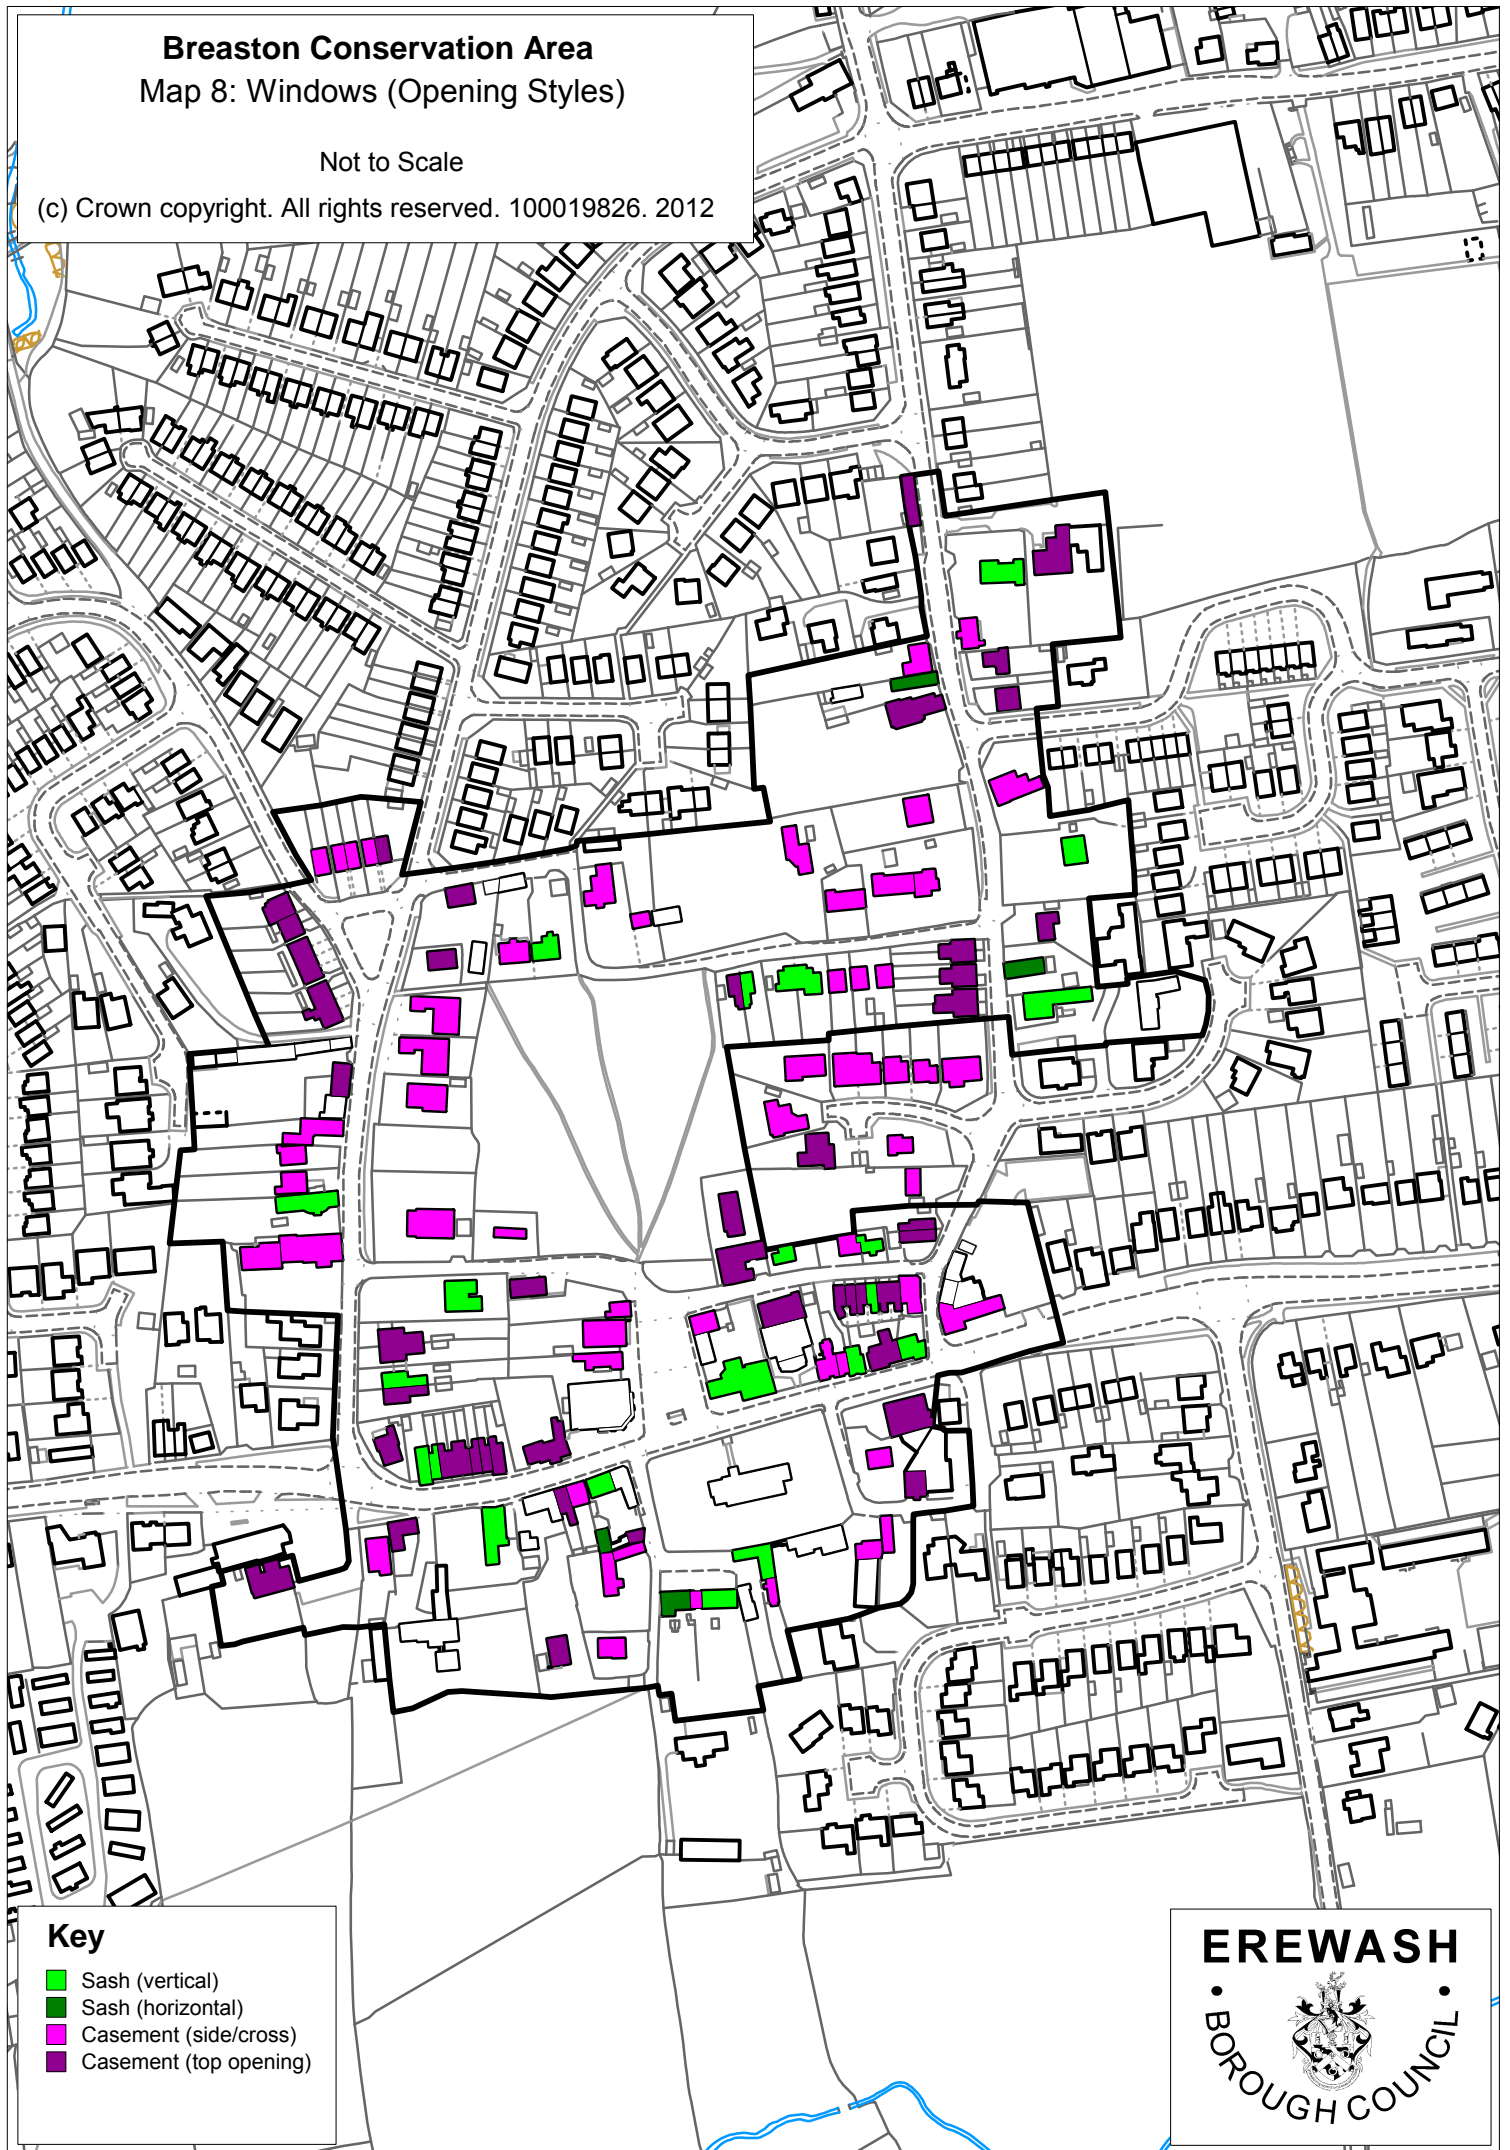 Breaston Conservation Area
Map 8: Windows (Opening Styles)
Not to Scale
(c) Crown copyright. All rights reserved. 100019826. 2012
Key
Sash (vertical)
Sash (horizontal)
Casement (side/cross)
Casement (top opening)
EREWASH
• BOROUGH COUNCIL •